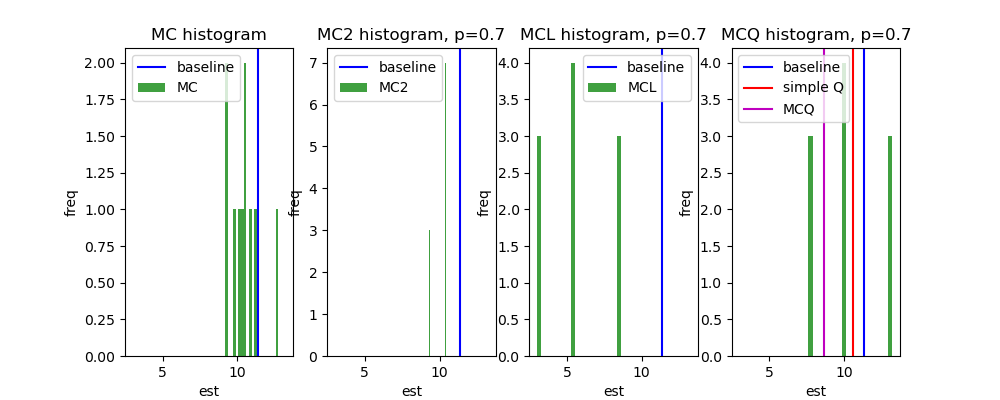 MC histogram
baseline
MC
2.00
1.75
1.50
1.25
1.00
0.75
0.50
0.25
0.00
freq
5
10
est
MC2 histogram, p=0.7
baseline
MC2
7
6
5
4
3
2
1
0
freq
5
10
est
MCL histogram, p=0.7
baseline
MCL
4.0
3.5
3.0
2.5
2.0
1.5
1.0
0.5
0.0
freq
5
10
est
MCQ histogram, p=0.7
baseline
simple Q
MCQ
4.0
3.5
3.0
2.5
2.0
1.5
1.0
0.5
0.0
freq
5
10
est